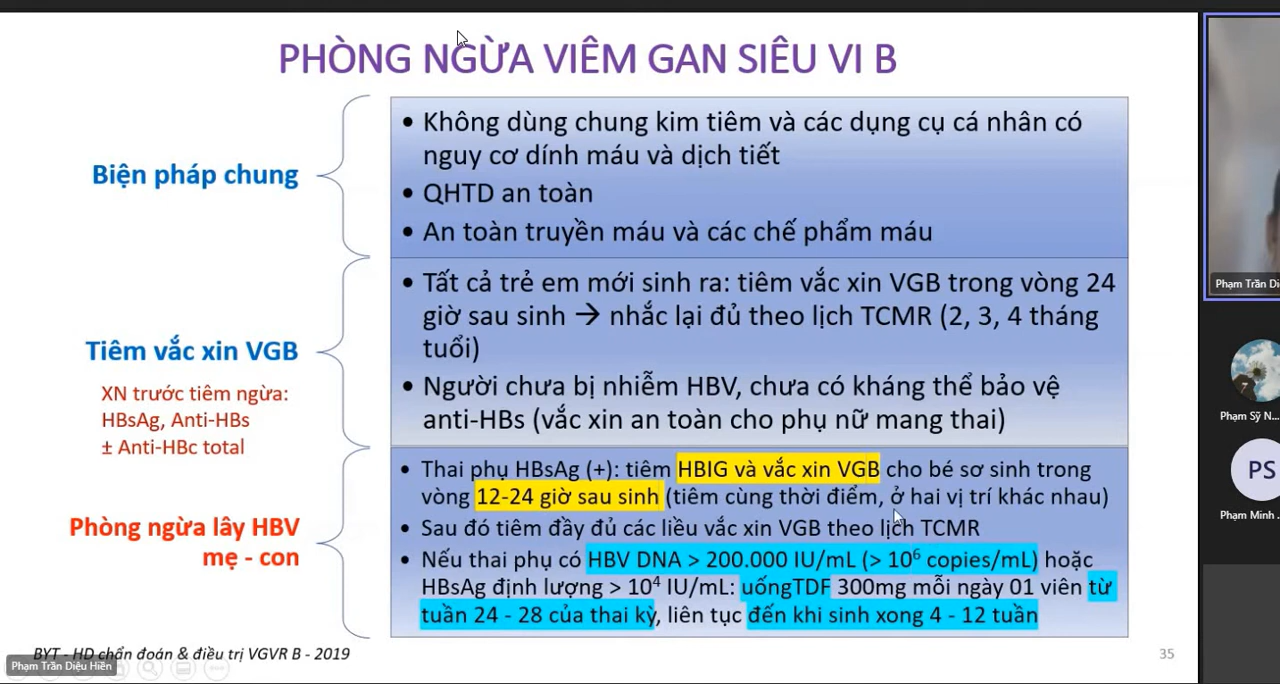 PHÒNG NGỪA VIÊM GAN SIÊU VI B
Biện pháp chung
• Không dùng chung kim tiêm và các dụng cụ cá nhân có
nguy cơ dính máu và dịch tiết
• QHTD an toàn
• An toàn truyền máu và các chế phẩm máu
Tiêm vắc xin VGB
XN trước tiêm ngừa:
HBsAg, Anti-HBs
± Anti-HBc total
• Tất cả trẻ em mới sinh ra: tiêm vắc xin VGB trong vòng 24
giờ sau sinh → nhắc lại đủ theo lịch TCMR (2, 3, 4 tháng
tuổi)
• Người chưa bị nhiễm HBV, chưa có kháng thể bảo vệ
anti-HBs (vắc xin an toàn cho phụ nữ mang thai)
Phòng ngừa lây HBV
mẹ - con
• Thai phụ HBsAg (+): tiêm HBIG và vắc xin VGB cho bé sơ sinh trong
vòng 12-24 giờ sau sinh (tiêm cùng thời điểm, ở hai vị trí khác nhau)
• Sau đó tiêm đầy đủ các liều vắc xin VGB theo lịch TCMR
• Nếu thai phụ có HBV DNA > 200.000 IU/mL (> 10⁶ copies/mL) hoặc
HBsAg định lượng > 10⁴ IU/mL: uốngTDF 300mg mỗi ngày 01 viên từ
tuần 24 - 28 của thai kỳ, liên tục đến khi sinh xong 4 - 12 tuần
BYT - HD chẩn đoán & điều trị VGVR B - 2019
35
Phạm Trần Diệu Hiền
Phạm Trần Di
Phạm Sỹ N...
PS
Phạm Minh .